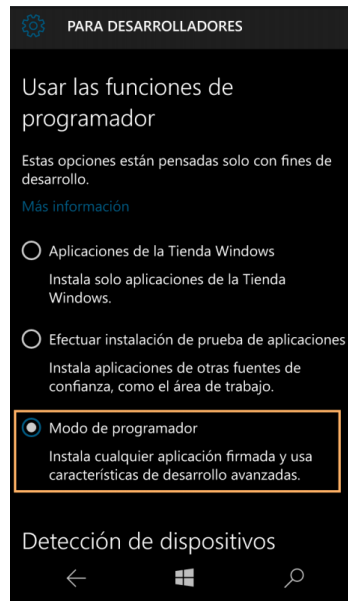 PARA DESARROLLADORES
Usar las funciones de
programador
Estas opciones están pensadas solo con fines de
desarrollo.
Más información
Aplicaciones de la Tienda Windows
Instala solo aplicaciones de la Tienda
Windows.
Efectuar instalación de prueba de aplicaciones
Instala aplicaciones de otras fuentes de
confianza, como el área de trabajo.
Modo de programador
Instala cualquier aplicación firmada y usa
características de desarrollo avanzadas.
Detección de dispositivos